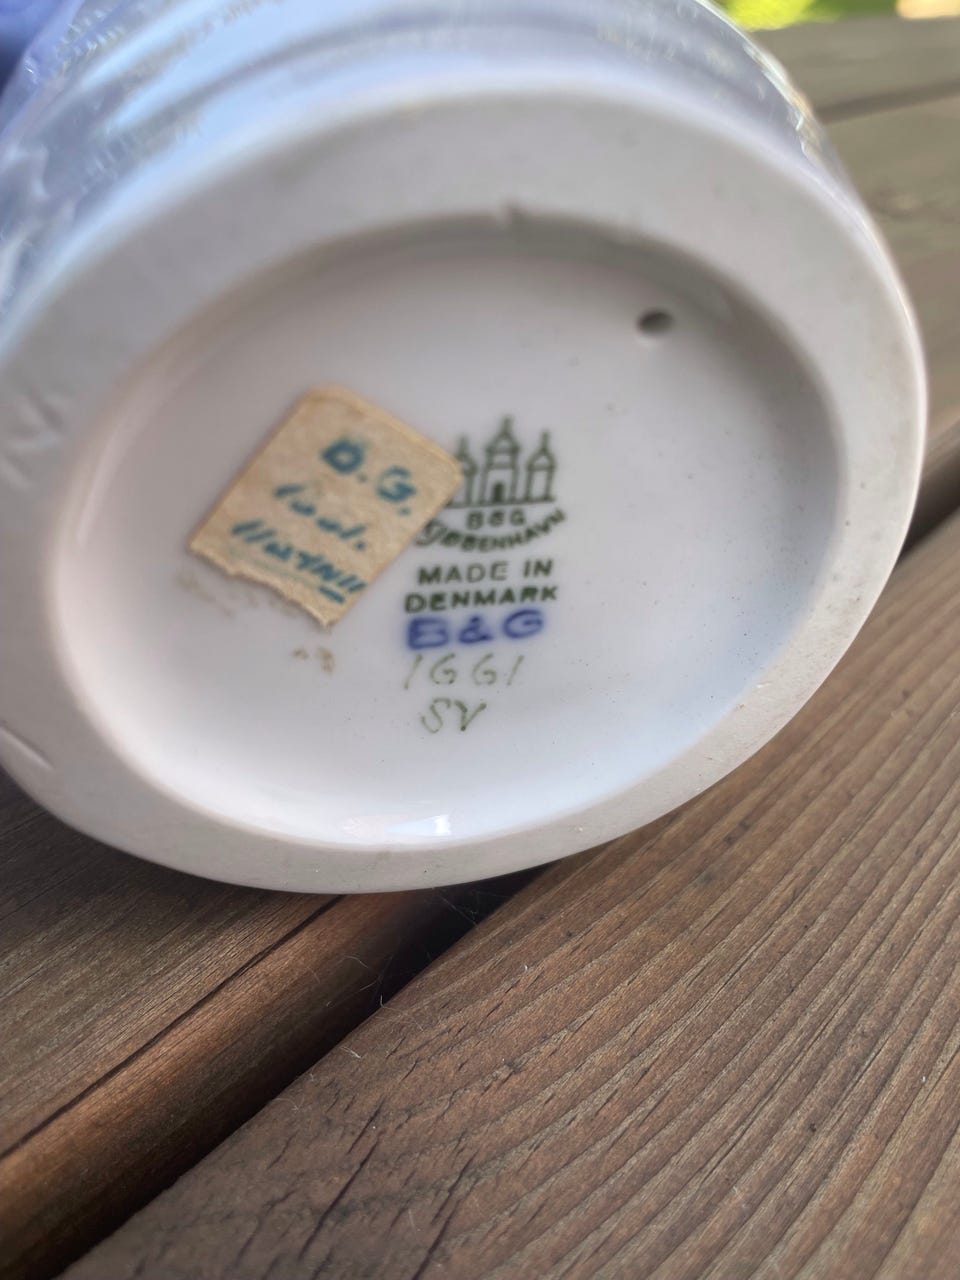 B.G.
B&G
KJØBENHAVN
MADE IN
DENMARK
B&G
1661
SV